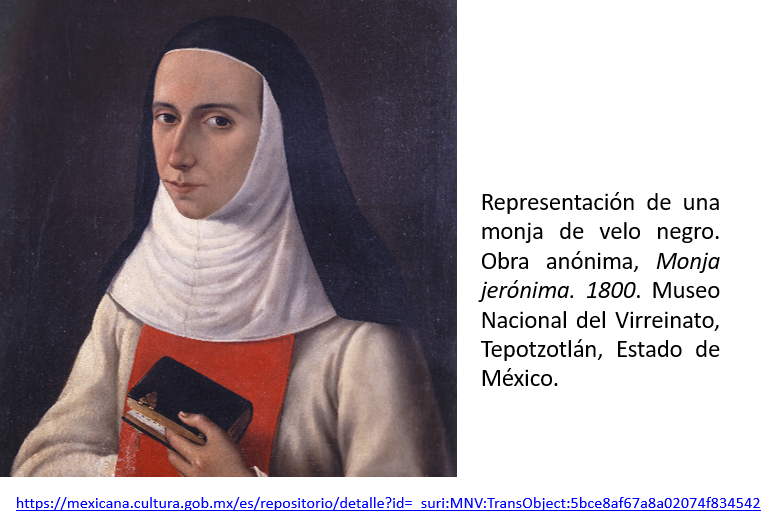 Representación de una
monja de velo negro.
Obra anónima, Monja
jerónima. 1800. Museo
Nacional del Virreinato,
Tepotzotlán, Estado de
México.
https://mexicana.cultura.gob.mx/es/repositorio/detalle?id=_suri:MNV:TransObject:5bce8af67a8a02074f834542